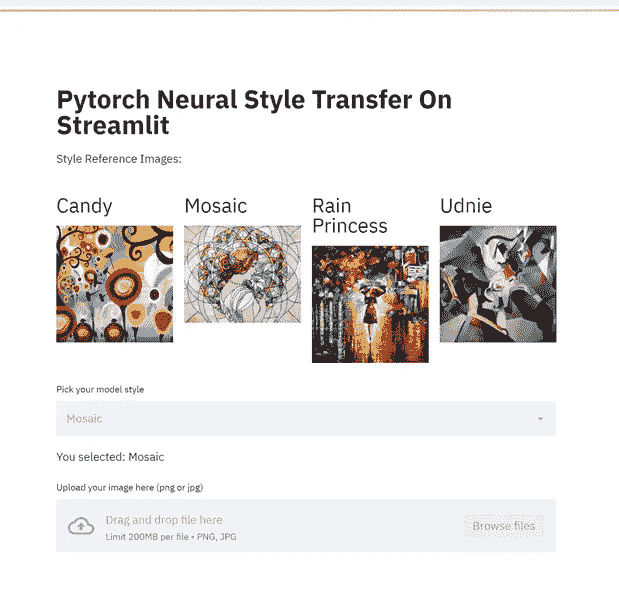 Pytorch Neural Style Transfer On
Streamlit
Style Reference Images:
Candy
Mosaic
Rain
Princess
Udnie
Pick your model style
Mosaic
You selected: Mosaic
Upload your image here (png or jpg)
Drag and drop file here
Limit 200MB per file • PNG, JPG
Browse files